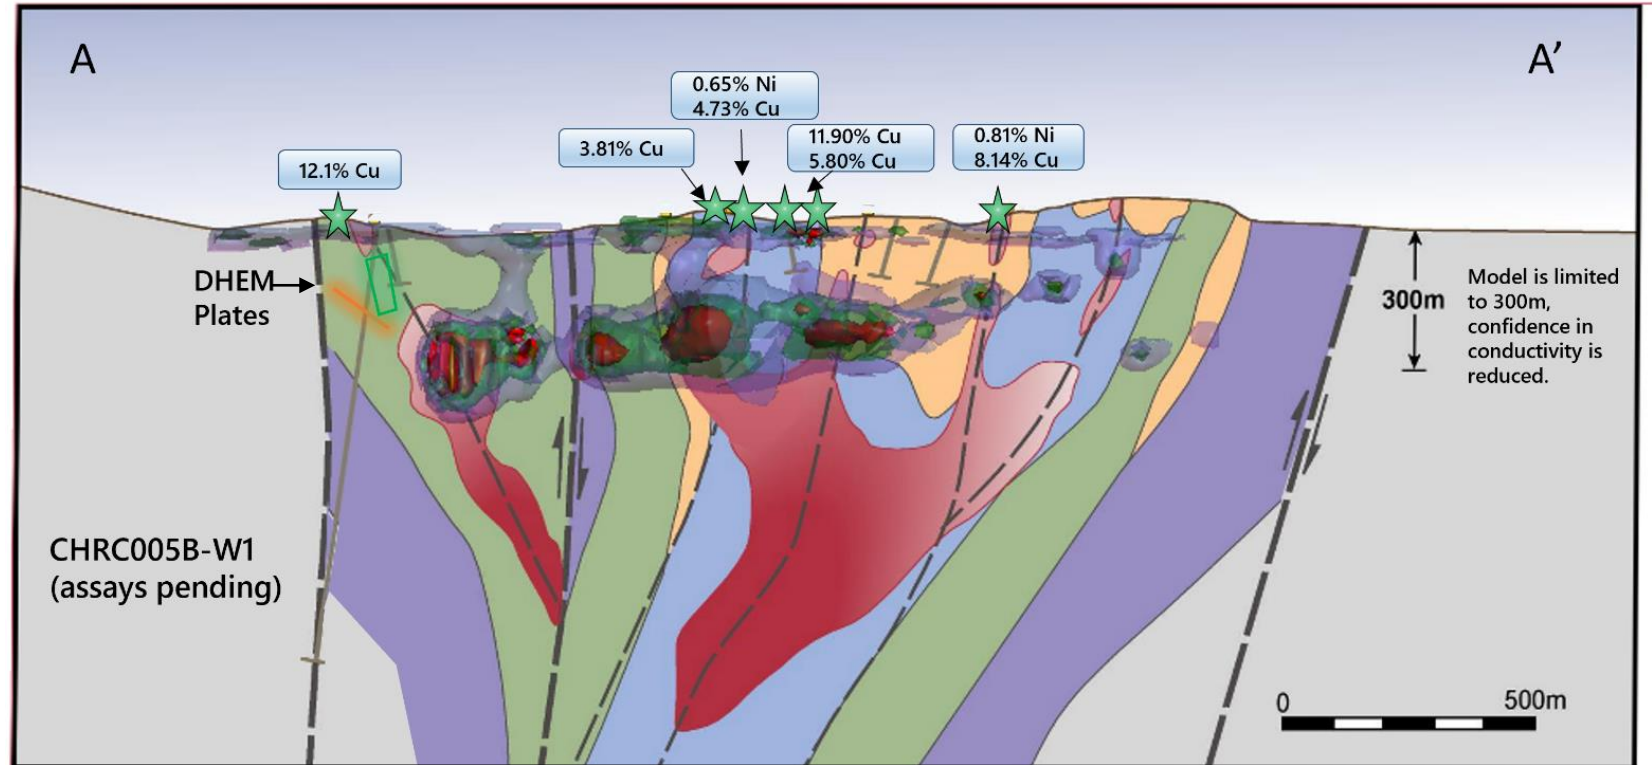 A
A’
0.65% Ni
4.73% Cu
3.81% Cu
11.90% Cu
5.80% Cu
0.81% Ni
8.14% Cu
12.1% Cu
DHEM
Plates
300m
Model is limited
to 300m,
confidence in
conductivity is
reduced.
CHRC005B-W1
(assays pending)
0
500m